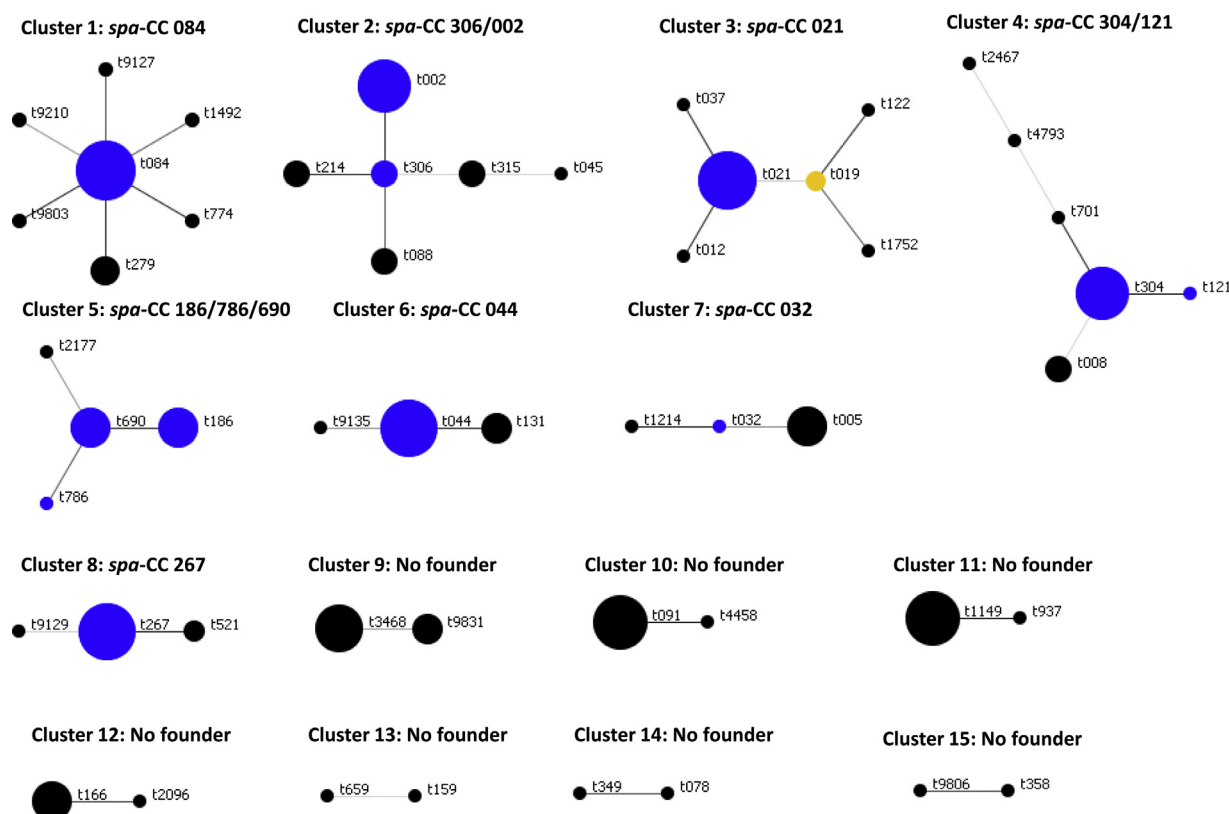 Cluster 1: spa-CC 084
t9127
t9210
t1492
t084
t9803
t774
t279
Cluster 2: spa-CC 306/002
t002
t214
t306
t315
t045
t088
Cluster 3: spa-CC 021
t037
t122
t021
t019
t012
t1752
Cluster 4: spa-CC 304/121
t2467
t4793
t701
t304
t121
t008
Cluster 5: spa-CC 186/786/690
t2177
t690
t186
t786
Cluster 6: spa-CC 044
t9135
t044
t131
Cluster 7: spa-CC 032
t1214
t032
t005
Cluster 8: spa-CC 267
t9129
t267
t521
Cluster 9: No founder
t3468
t9831
Cluster 10: No founder
t091
t4458
Cluster 11: No founder
t1149
t937
Cluster 12: No founder
t166
t2096
Cluster 13: No founder
t659
t159
Cluster 14: No founder
t349
t078
Cluster 15: No founder
t9806
t358